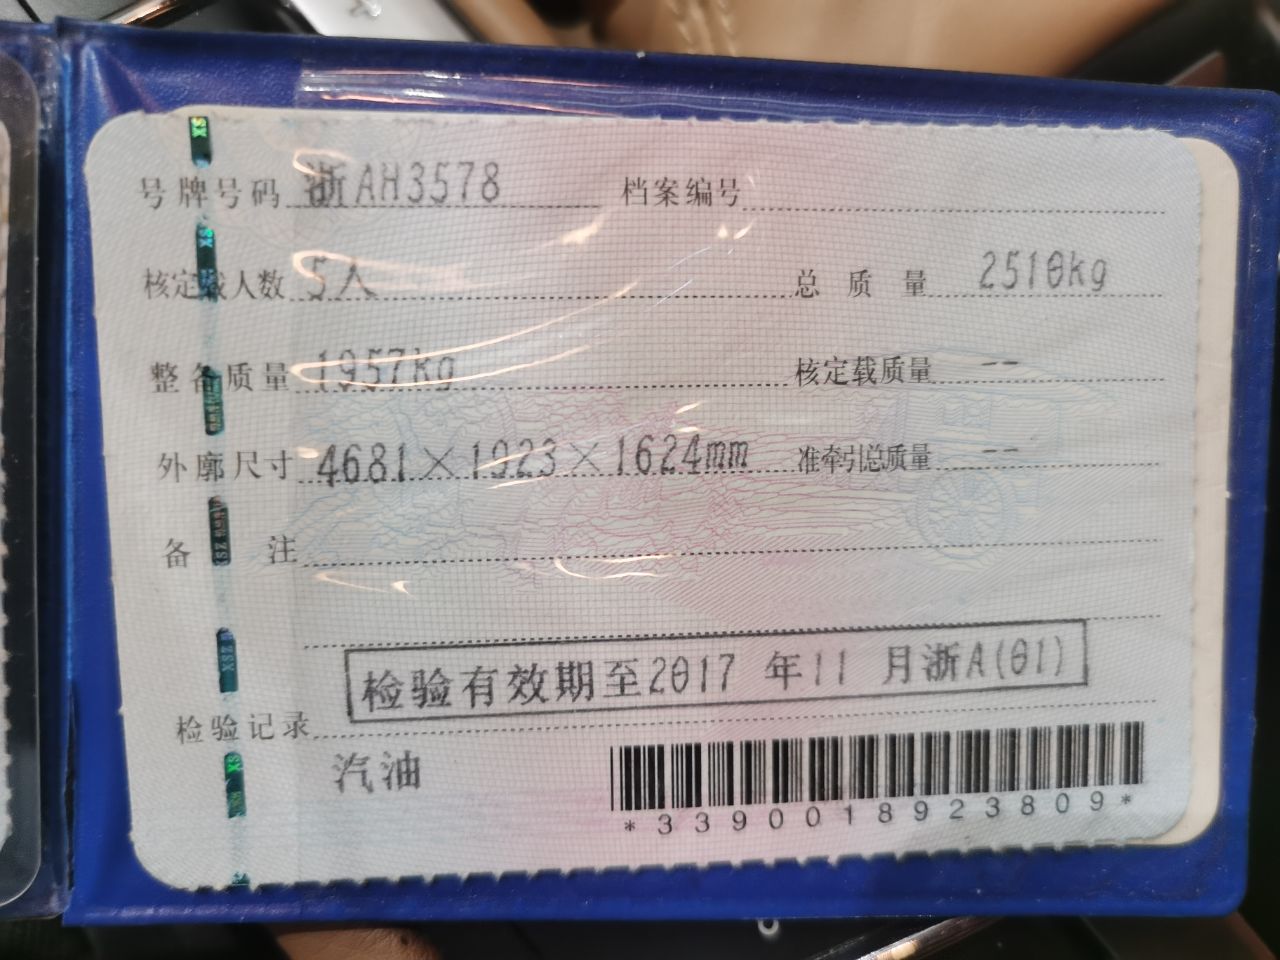 号牌号码 浙AH3578 档案编号
核定载人数 5人 总质量 2510kg
整备质量 1957kg 核定载质量 --
外廓尺寸 4681×1923×1624mm 准牵引总质量 --
备注
检验有效期至2017 年11 月浙A(01)
检验记录
汽油
*3390018923809*